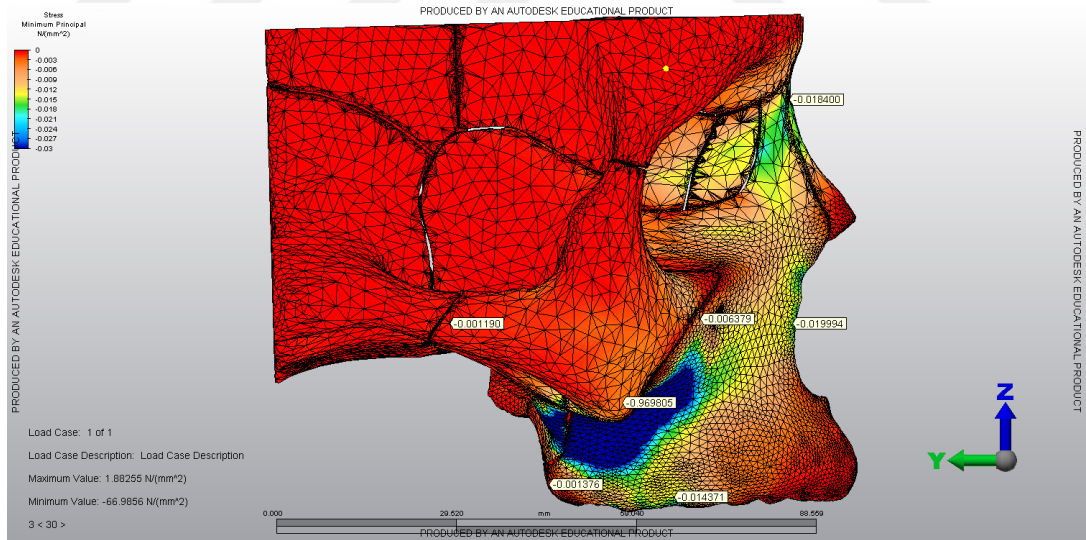 PRODUCED BY AN AUTODESK EDUCATIONAL PRODUCT
Stress
Minimum Principal
N/(mm^2)
0
-0.003
-0.006
-0.009
-0.012
-0.015
-0.018
-0.021
-0.024
-0.027
-0.03
PRODUCED BY AN AUTODESK EDUCATIONAL PRODUCT
PRODUCED BY AN AUTODESK EDUCATIONAL PRODUCT
-0.018400
-0.001190
-0.006379
-0.019994
-0.969805
-0.001376
-0.014371
Z
Y
Load Case: 1 of 1
Load Case Description: Load Case Description
Maximum Value: 1.88255 N/(mm^2)
Minimum Value: -66.9856 N/(mm^2)
3 < 30 >
0.000 29.520 mm 59.040 88.559
PRODUCED BY AN AUTODESK EDUCATIONAL PRODUCT